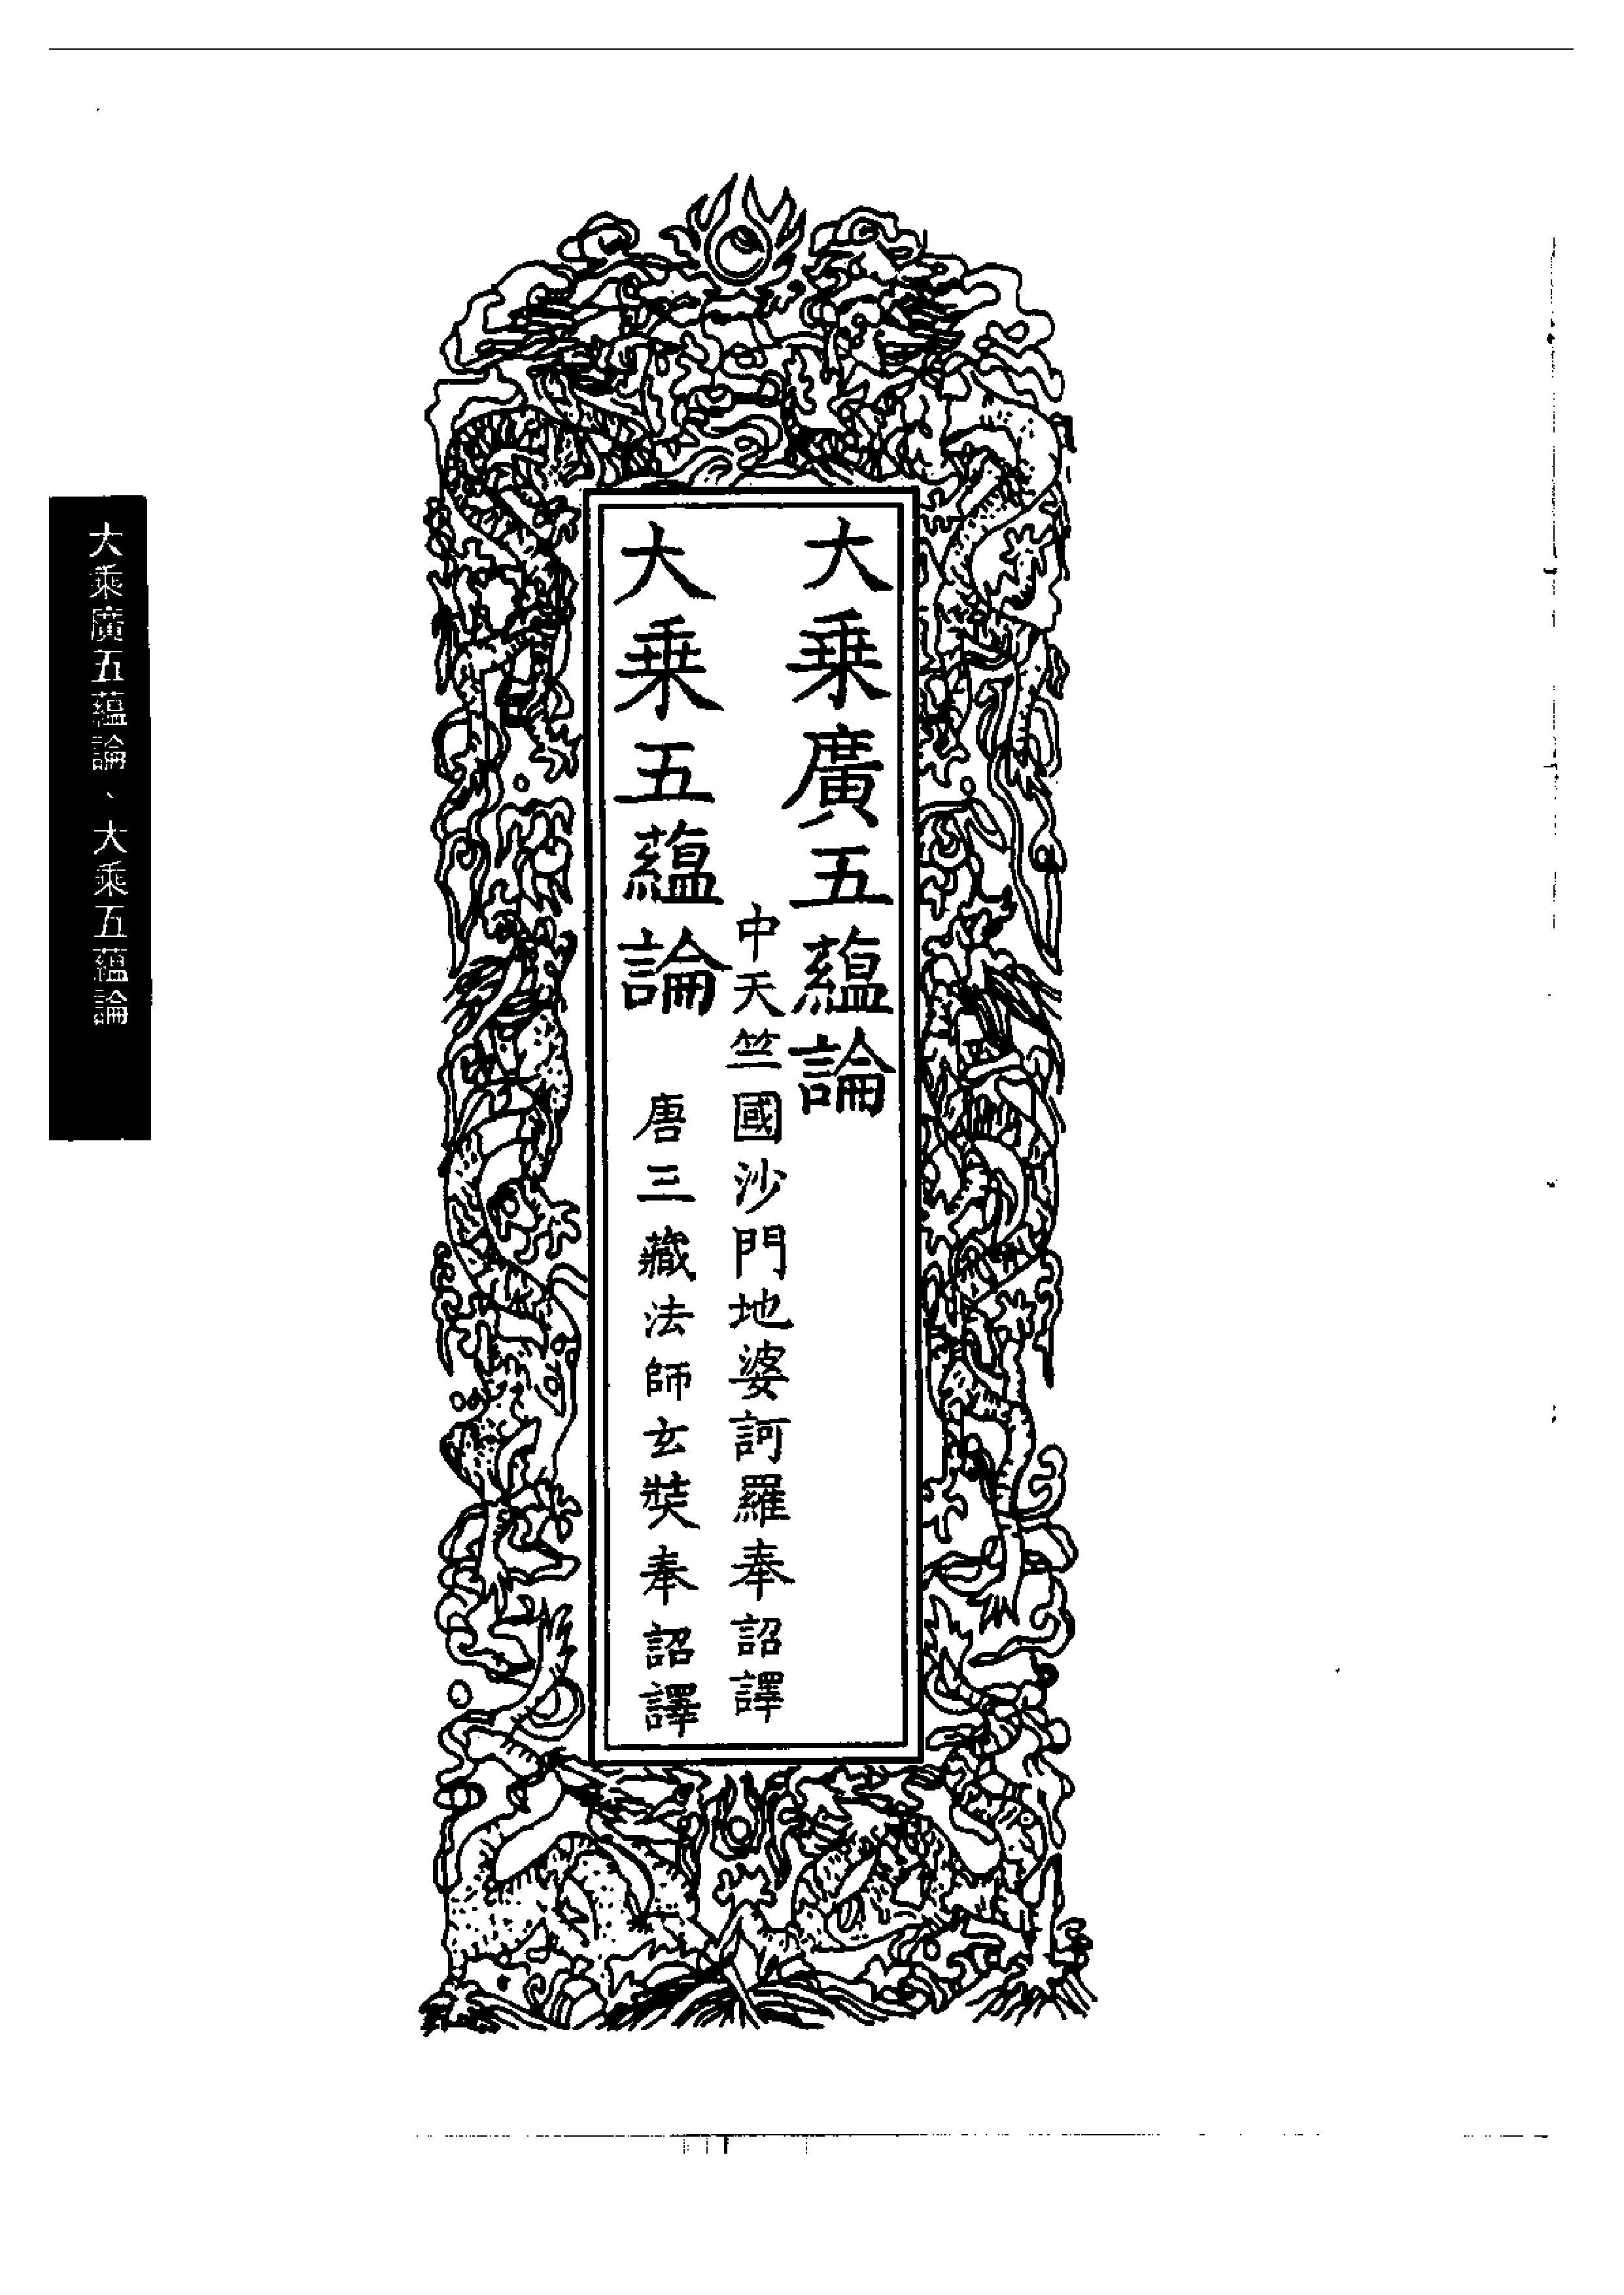 大乘廣五蘊論
中天竺國沙門地婆訶羅奉詔譯
大乘五蘊論
唐三藏法師玄奘奉詔譯
大乘廣五蘊論、大乘五蘊論